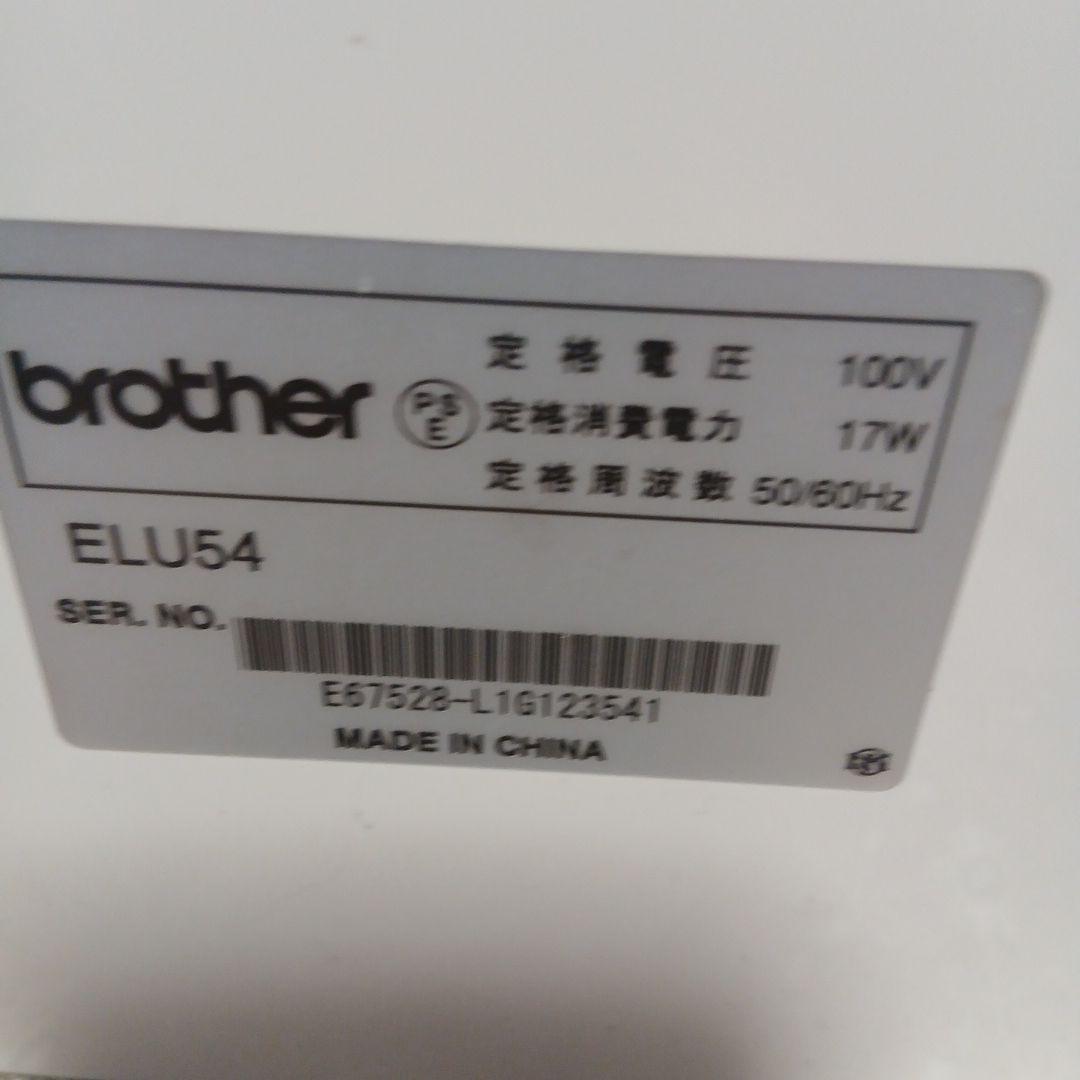 brother
PS
E
定格電圧 100V
定格消費電力 17W
定格周波数 50/60Hz
ELU54
SER. NO.
E67528-L1G123541
MADE IN CHINA